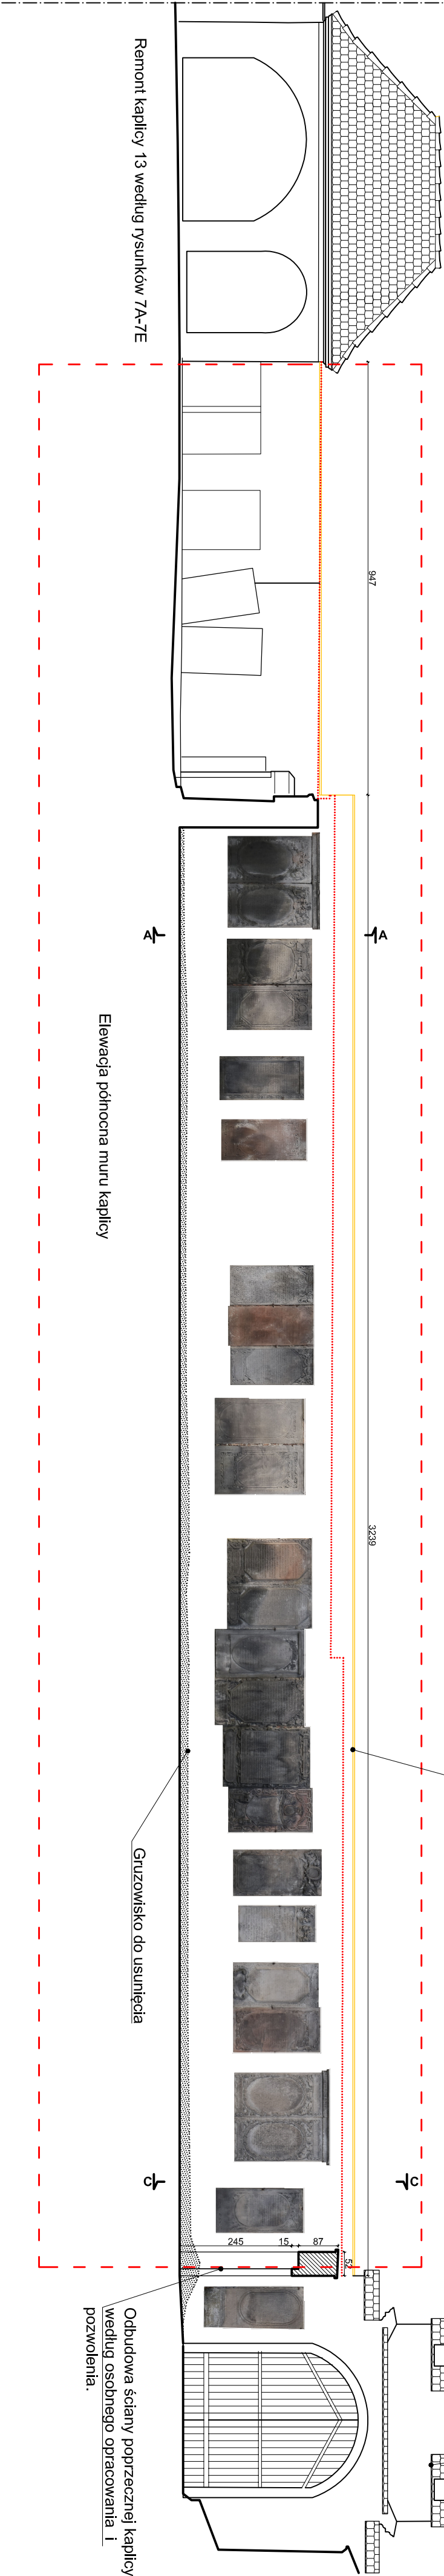 Remont kaplicy 13 według rysunków 7A-7E
947
A
A
Elewacja północna muru kaplicy
3239
Gruzowisko do usunięcia
C
C
245
15
87
52
Odbudowa ściany poprzecznej kaplicy
według osobnego opracowania i
pozwolenia.